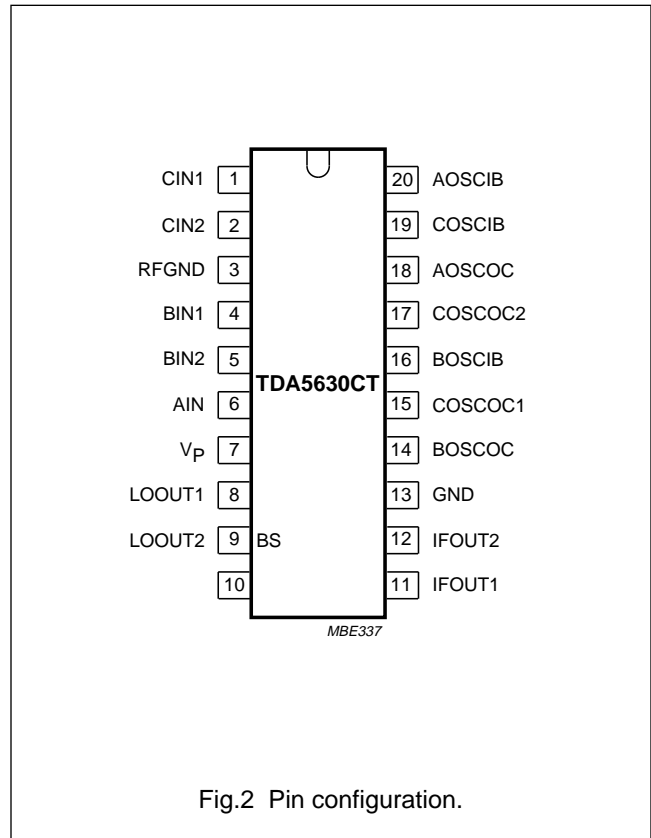 CIN1 1 20 AOSCIB
CIN2 2 19 COSCIB
RFGND 3 18 AOSCOC
BIN1 4 17 COSCOC2
BIN2 5 16 BOSCIB
TDA5630CT
AIN 6 15 COSCOC1
VP 7 14 BOSCOC
LOOUT1 8 13 GND
LOOUT2 9 BS 12 IFOUT2
10 11 IFOUT1
MBE337
Fig.2 Pin configuration.